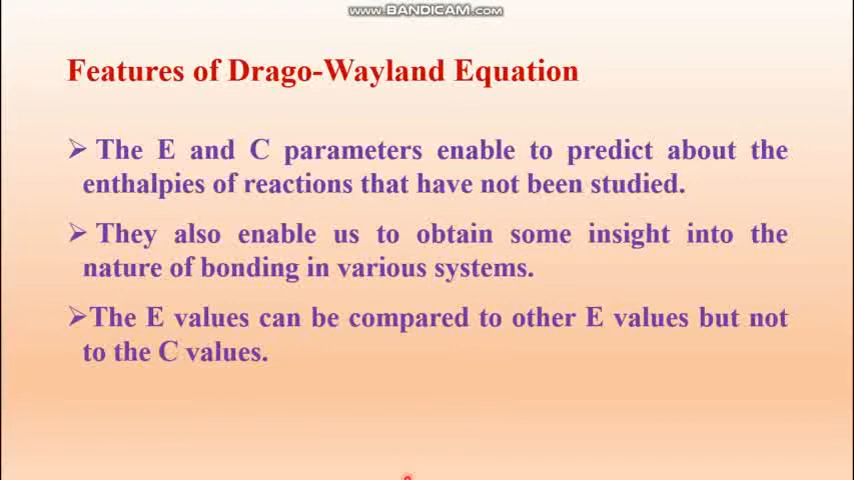 WWW.BANDICAM.COM
Features of Drago-Wayland Equation
➢ The E and C parameters enable to predict about the
enthalpies of reactions that have not been studied.
➢ They also enable us to obtain some insight into the
nature of bonding in various systems.
➢The E values can be compared to other E values but not
to the C values.